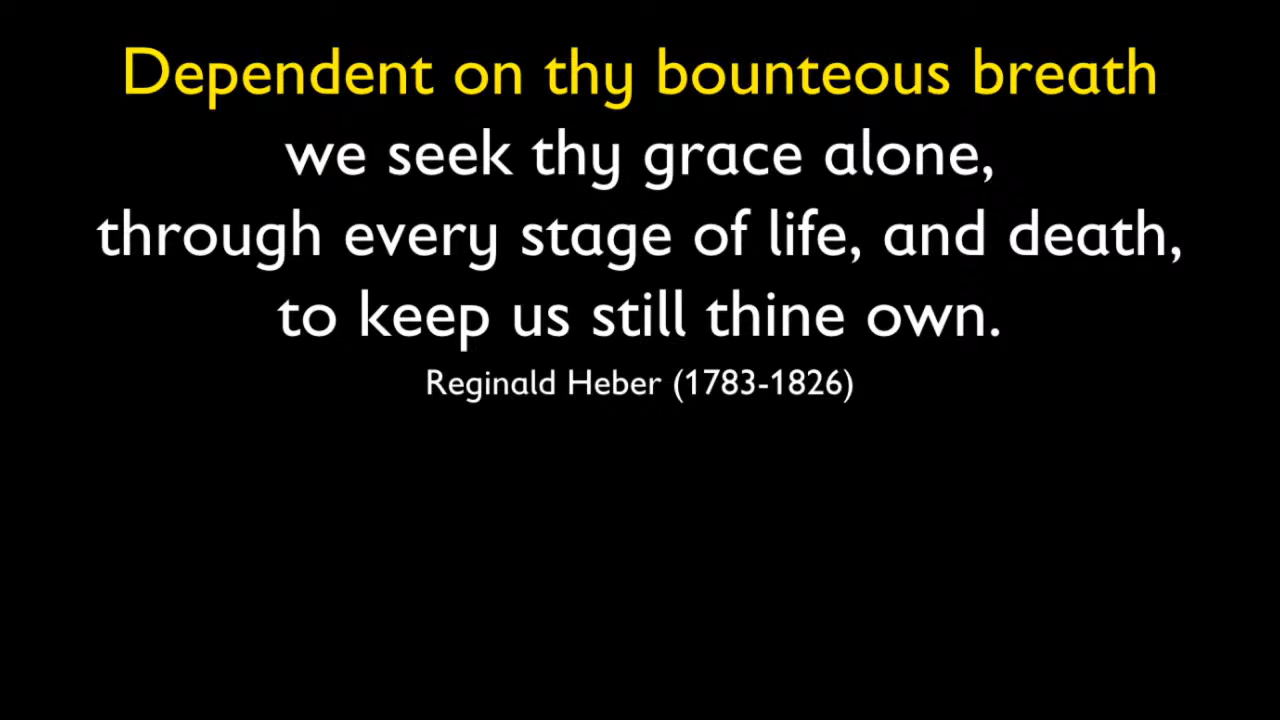 Dependent on thy bounteous breath
we seek thy grace alone,
through every stage of life, and death,
to keep us still thine own.
Reginald Heber (1783-1826)